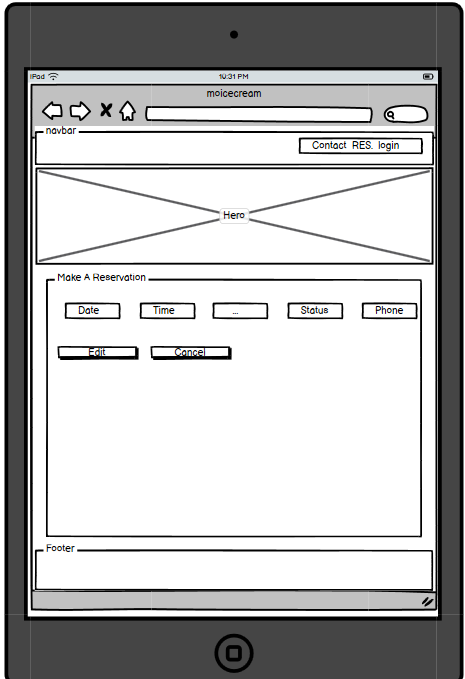 iPad 10:31 PM
moicecream
navbar
Contact RES. login
Hero
Make A Reservation
Date Time ... Status Phone
Edit Cancel
Footer